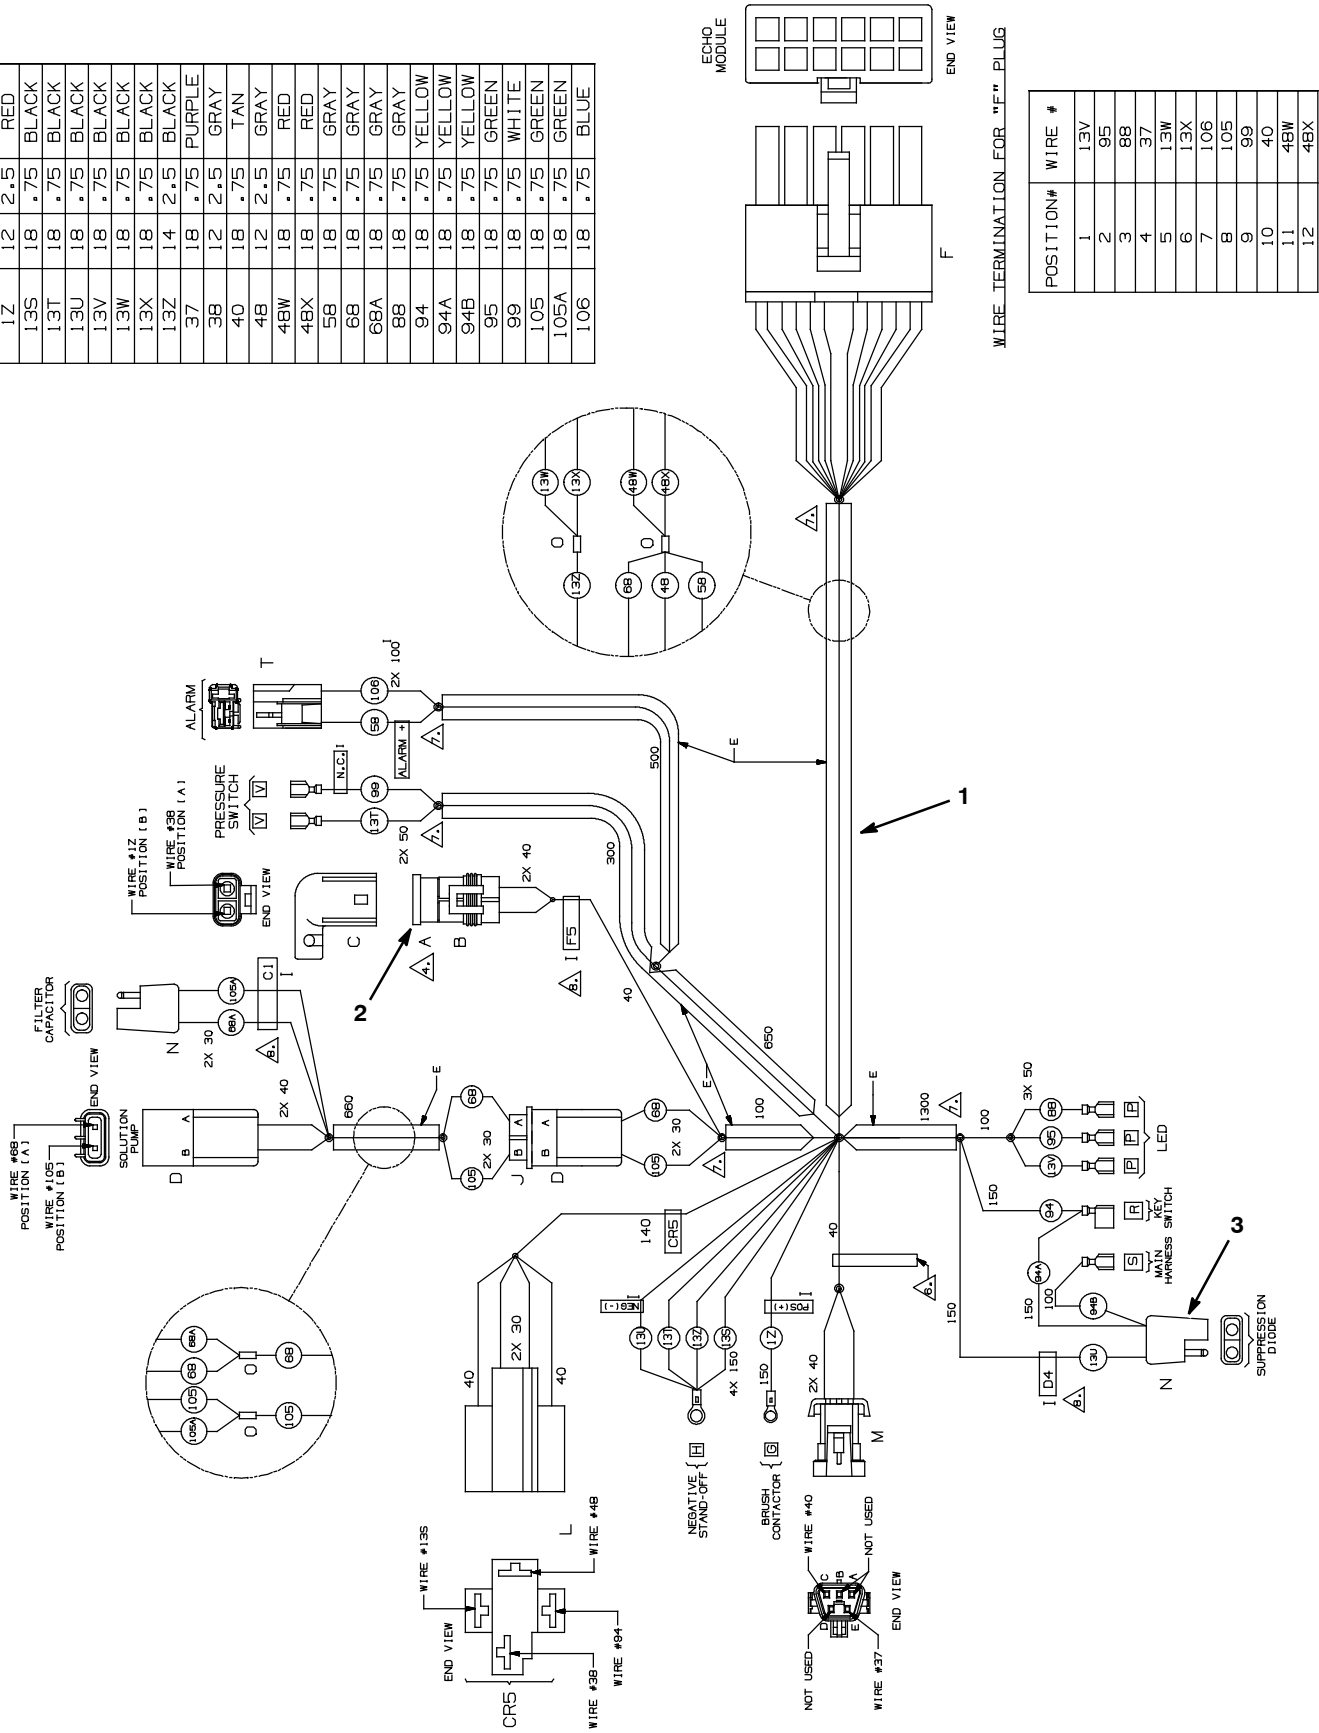 1Z 12 2.5 RED
13S 18 .75 BLACK
13T 18 .75 BLACK
13U 18 .75 BLACK
13V 18 .75 BLACK
13W 18 .75 BLACK
13X 18 .75 BLACK
13Z 14 2.5 BLACK
37 18 .75 PURPLE
38 12 2.5 GRAY
40 18 .75 TAN
48 12 2.5 GRAY
48W 18 .75 RED
48X 18 .75 RED
58 18 .75 GRAY
68 18 .75 GRAY
68A 18 .75 GRAY
88 18 .75 GRAY
94 18 .75 YELLOW
94A 18 .75 YELLOW
94B 18 .75 YELLOW
95 18 .75 GREEN
99 18 .75 WHITE
105 18 .75 GREEN
105A 18 .75 GREEN
106 18 .75 BLUE
ECHO
MODULE
END VIEW
F
WIRE TERMINATION FOR "F" PLUG
POSITION# WIRE #
1 13V
2 95
3 88
4 37
5 13W
6 13X
7 106
8 105
9 99
10 40
11 48W
12 48X
13W
13X
O
13Z
48W
48X
O
68
48
58
7.
ALARM
T
106
58
2X 100
I
ALARM +
7.
500
E
PRESSURE
SWITCH
V
V
N.C.
I
99
13T
2X 50
7.
300
WIRE #1Z
POSITION [B]
WIRE #38
POSITION [A]
END VIEW
C
A
B
4.
2
2X 40
F5
I
8.
40
FILTER
CAPACITOR
N
105A
68A
2X 30
C1
I
8.
WIRE #68
POSITION [A]
WIRE #105
POSITION [B]
END VIEW
SOLUTION
PUMP
D
B A
2X 40
660
E
68
105
2X 30
J
B A
D
B A
68
105
2X 30
7.
100
E
650
1
68A
68
105
105A
O
O
68
105
E
1300
7.
100
3X 50
88
95
13V
P
P
P
LED
150
94
R
KEY
SWITCH
94A
S
MAIN
HARNESS
94B
100
150
150
3
13U
D4
I
8.
N
SUPPRESSION
DIODE
140
CR5
40
2X 30
40
L
WIRE #13S
WIRE #48
WIRE #94
WIRE #38
END VIEW
CR5
NEG(-)
I
13U
13T
13Z
13S
4X 150
H
NEGATIVE
STAND-OFF
POS(+)
I
1Z
150
G
BRUSH
CONTACTOR
40
6.
2X 40
M
WIRE #40
NOT USED
C
B
A
D
E
END VIEW
NOT USED
WIRE #37